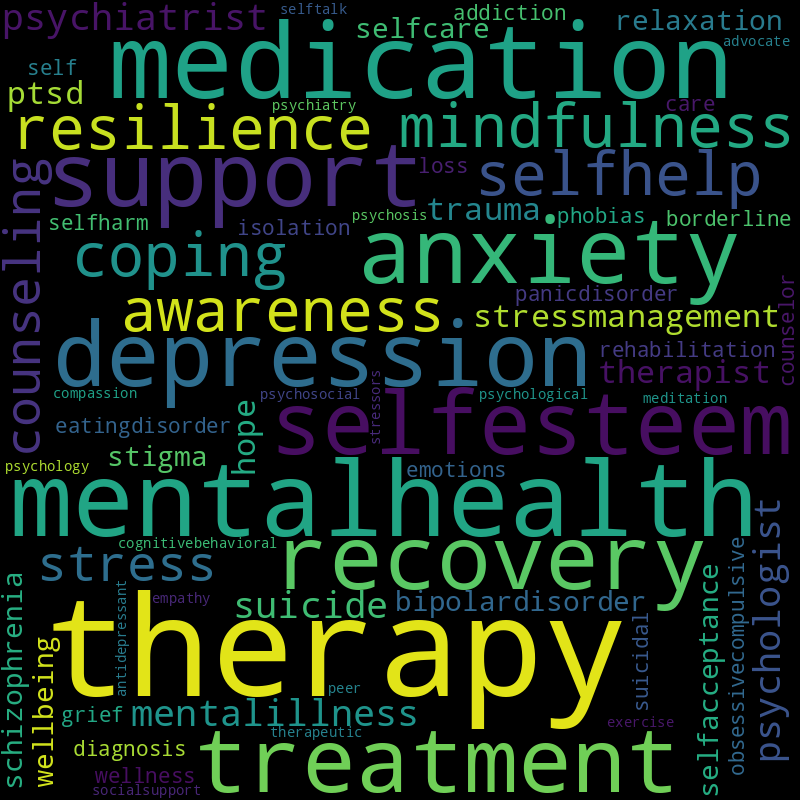 psychiatrist
selftalk
addiction
relaxation
selfcare
medication
advocate
self
ptsd
psychiatry
care
resilience
mindfulness
support
loss
selfhelp
counseling
selfharm
isolation
psychosis
trauma
phobias
borderline
coping
anxiety
panicdisorder
counselor
awareness
stressmanagement
depression
rehabilitation
therapist
compassion
psychosocial
stressors
psychological
meditation
selfesteem
eatingdisorder
hope
stigma
psychology
emotions
mentalhealth
psychologist
cognitivebehavioral
recovery
stress
obsessivecompulsive
selfacceptance
schizophrenia
antidepressant
empathy
suicide
bipolardisorder
therapy
suicidal
wellbeing
peer
grief
mentalillness
exercise
therapeutic
diagnosis
treatment
wellness
socialsupport